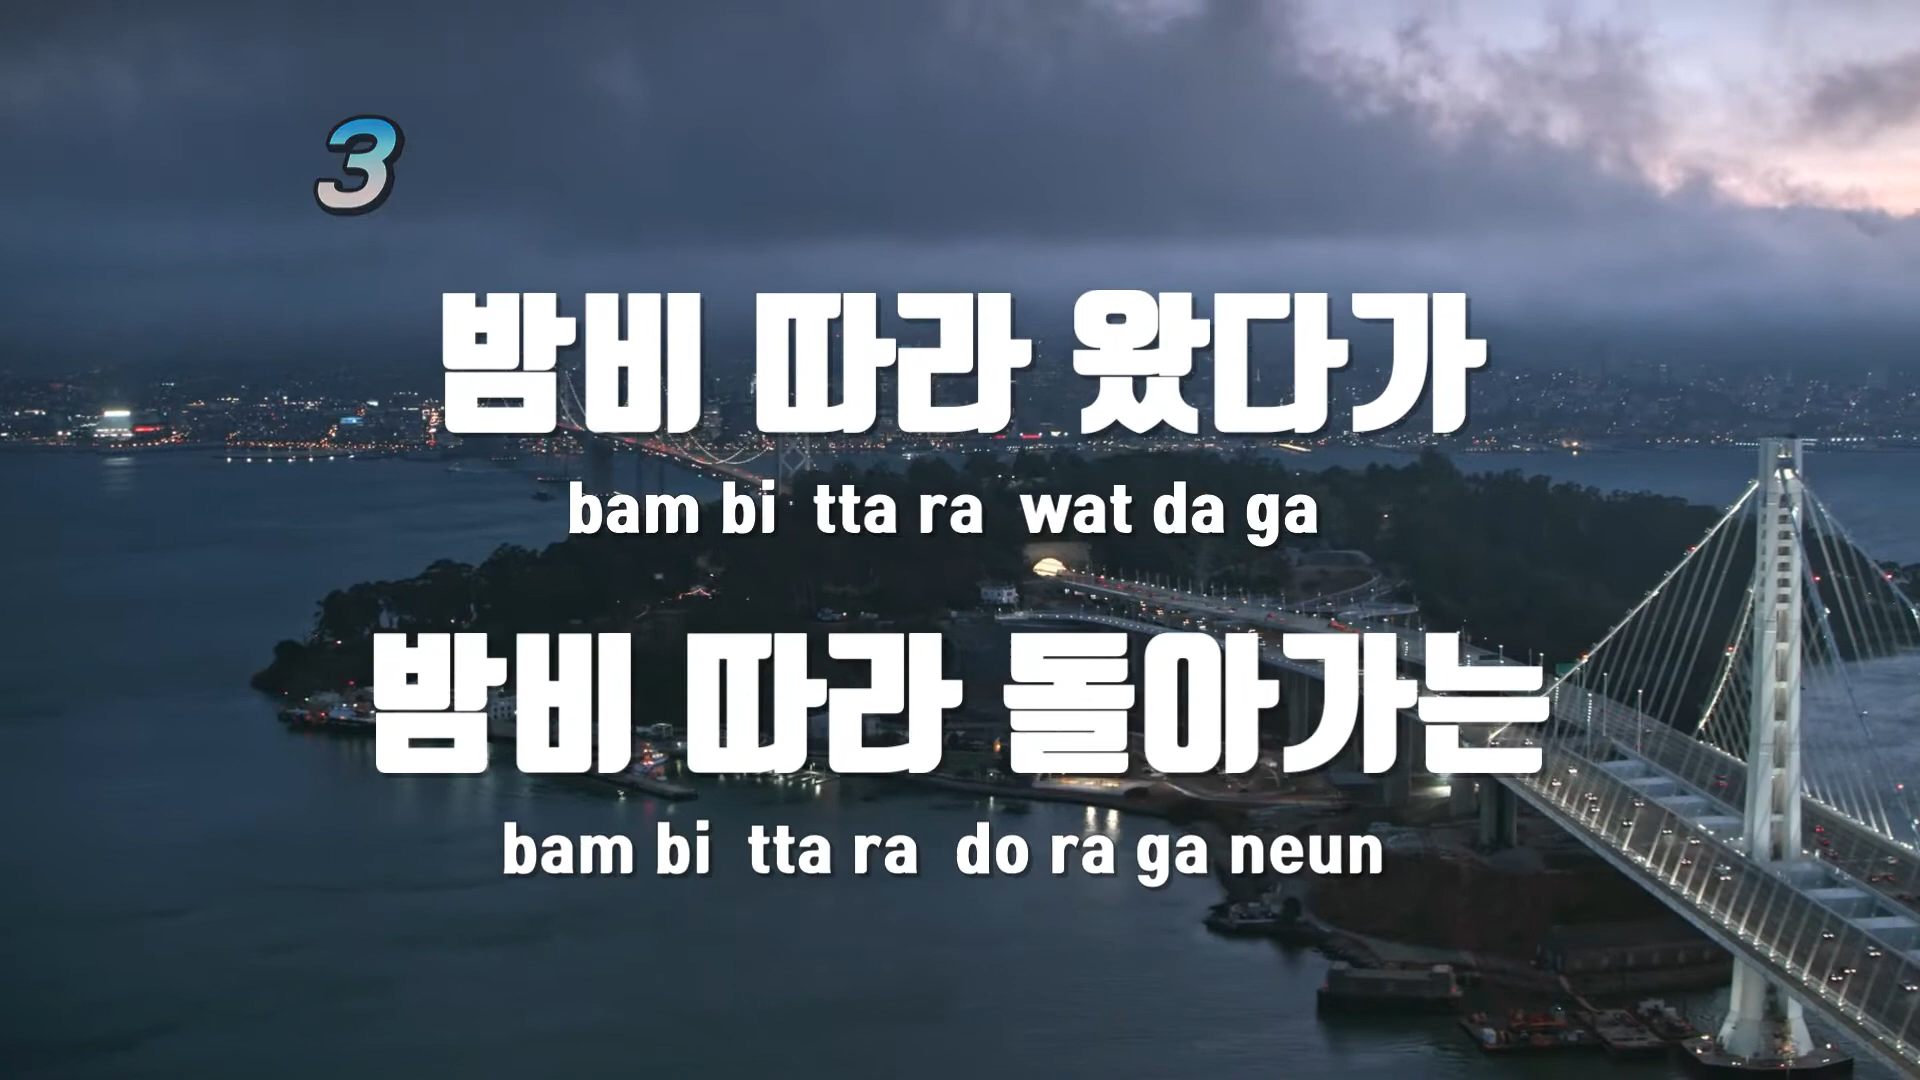 3
밤비 따라 왔다가
bam bi tta ra wat da ga
밤비 따라 돌아가는
bam bi tta ra do ra ga neun